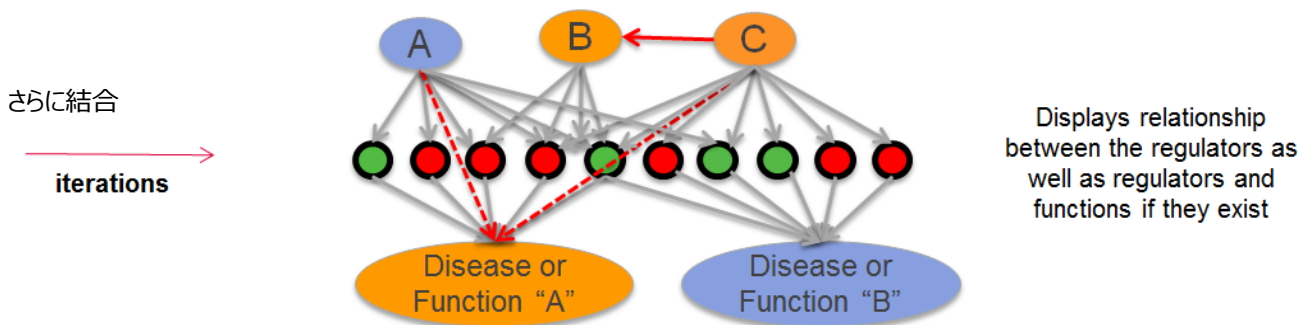 さらに結合
iterations
A
B
C
Disease or
Function “A”
Disease or
Function “B”
Displays relationship
between the regulators as
well as regulators and
functions if they exist